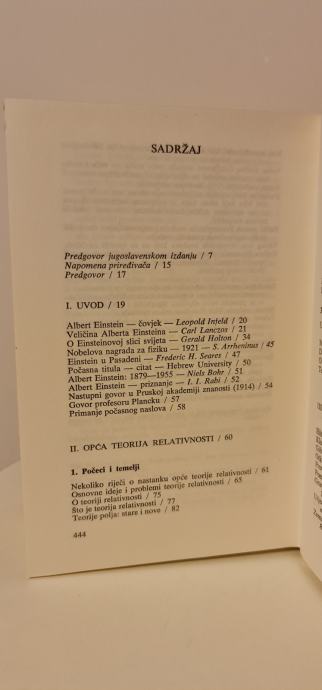 SADRŽAJ
Predgovor jugoslavenskom izdanju / 7
Napomena priređivača / 15
Predgovor / 17
I. UVOD / 19
Albert Einstein — čovjek — Leopold Infeld / 20
Veličina Alberta Einsteina — Carl Lanczos / 21
O Einsteinovoj slici svijeta — Gerald Holton / 34
Nobelova nagrada za fiziku — 1921 — S. Arrhenius / 45
Einstein u Pasadeni — Frederic H. Seares / 47
Počasna titula — citat — Hebrew University / 50
Albert Einstein: 1879—1955 — Niels Bohr / 51
Albert Einstein — priznanje — I. I. Rabi / 52
Nastupni govor u Pruskoj akademiji znanosti (1914) / 54
Govor profesoru Plancku / 57
Primanje počasnog naslova / 58
II. OPĆA TEORIJA RELATIVNOSTI / 60
1. Počeci i temelji
Nekoliko riječi o nastanku opće teorije relativnosti / 61
Osnovne ideje i problemi teorije relativnosti / 65
O teoriji relativnosti / 75
Što je teorija relativnosti / 77
Teorije polja: stare i nove / 82
444